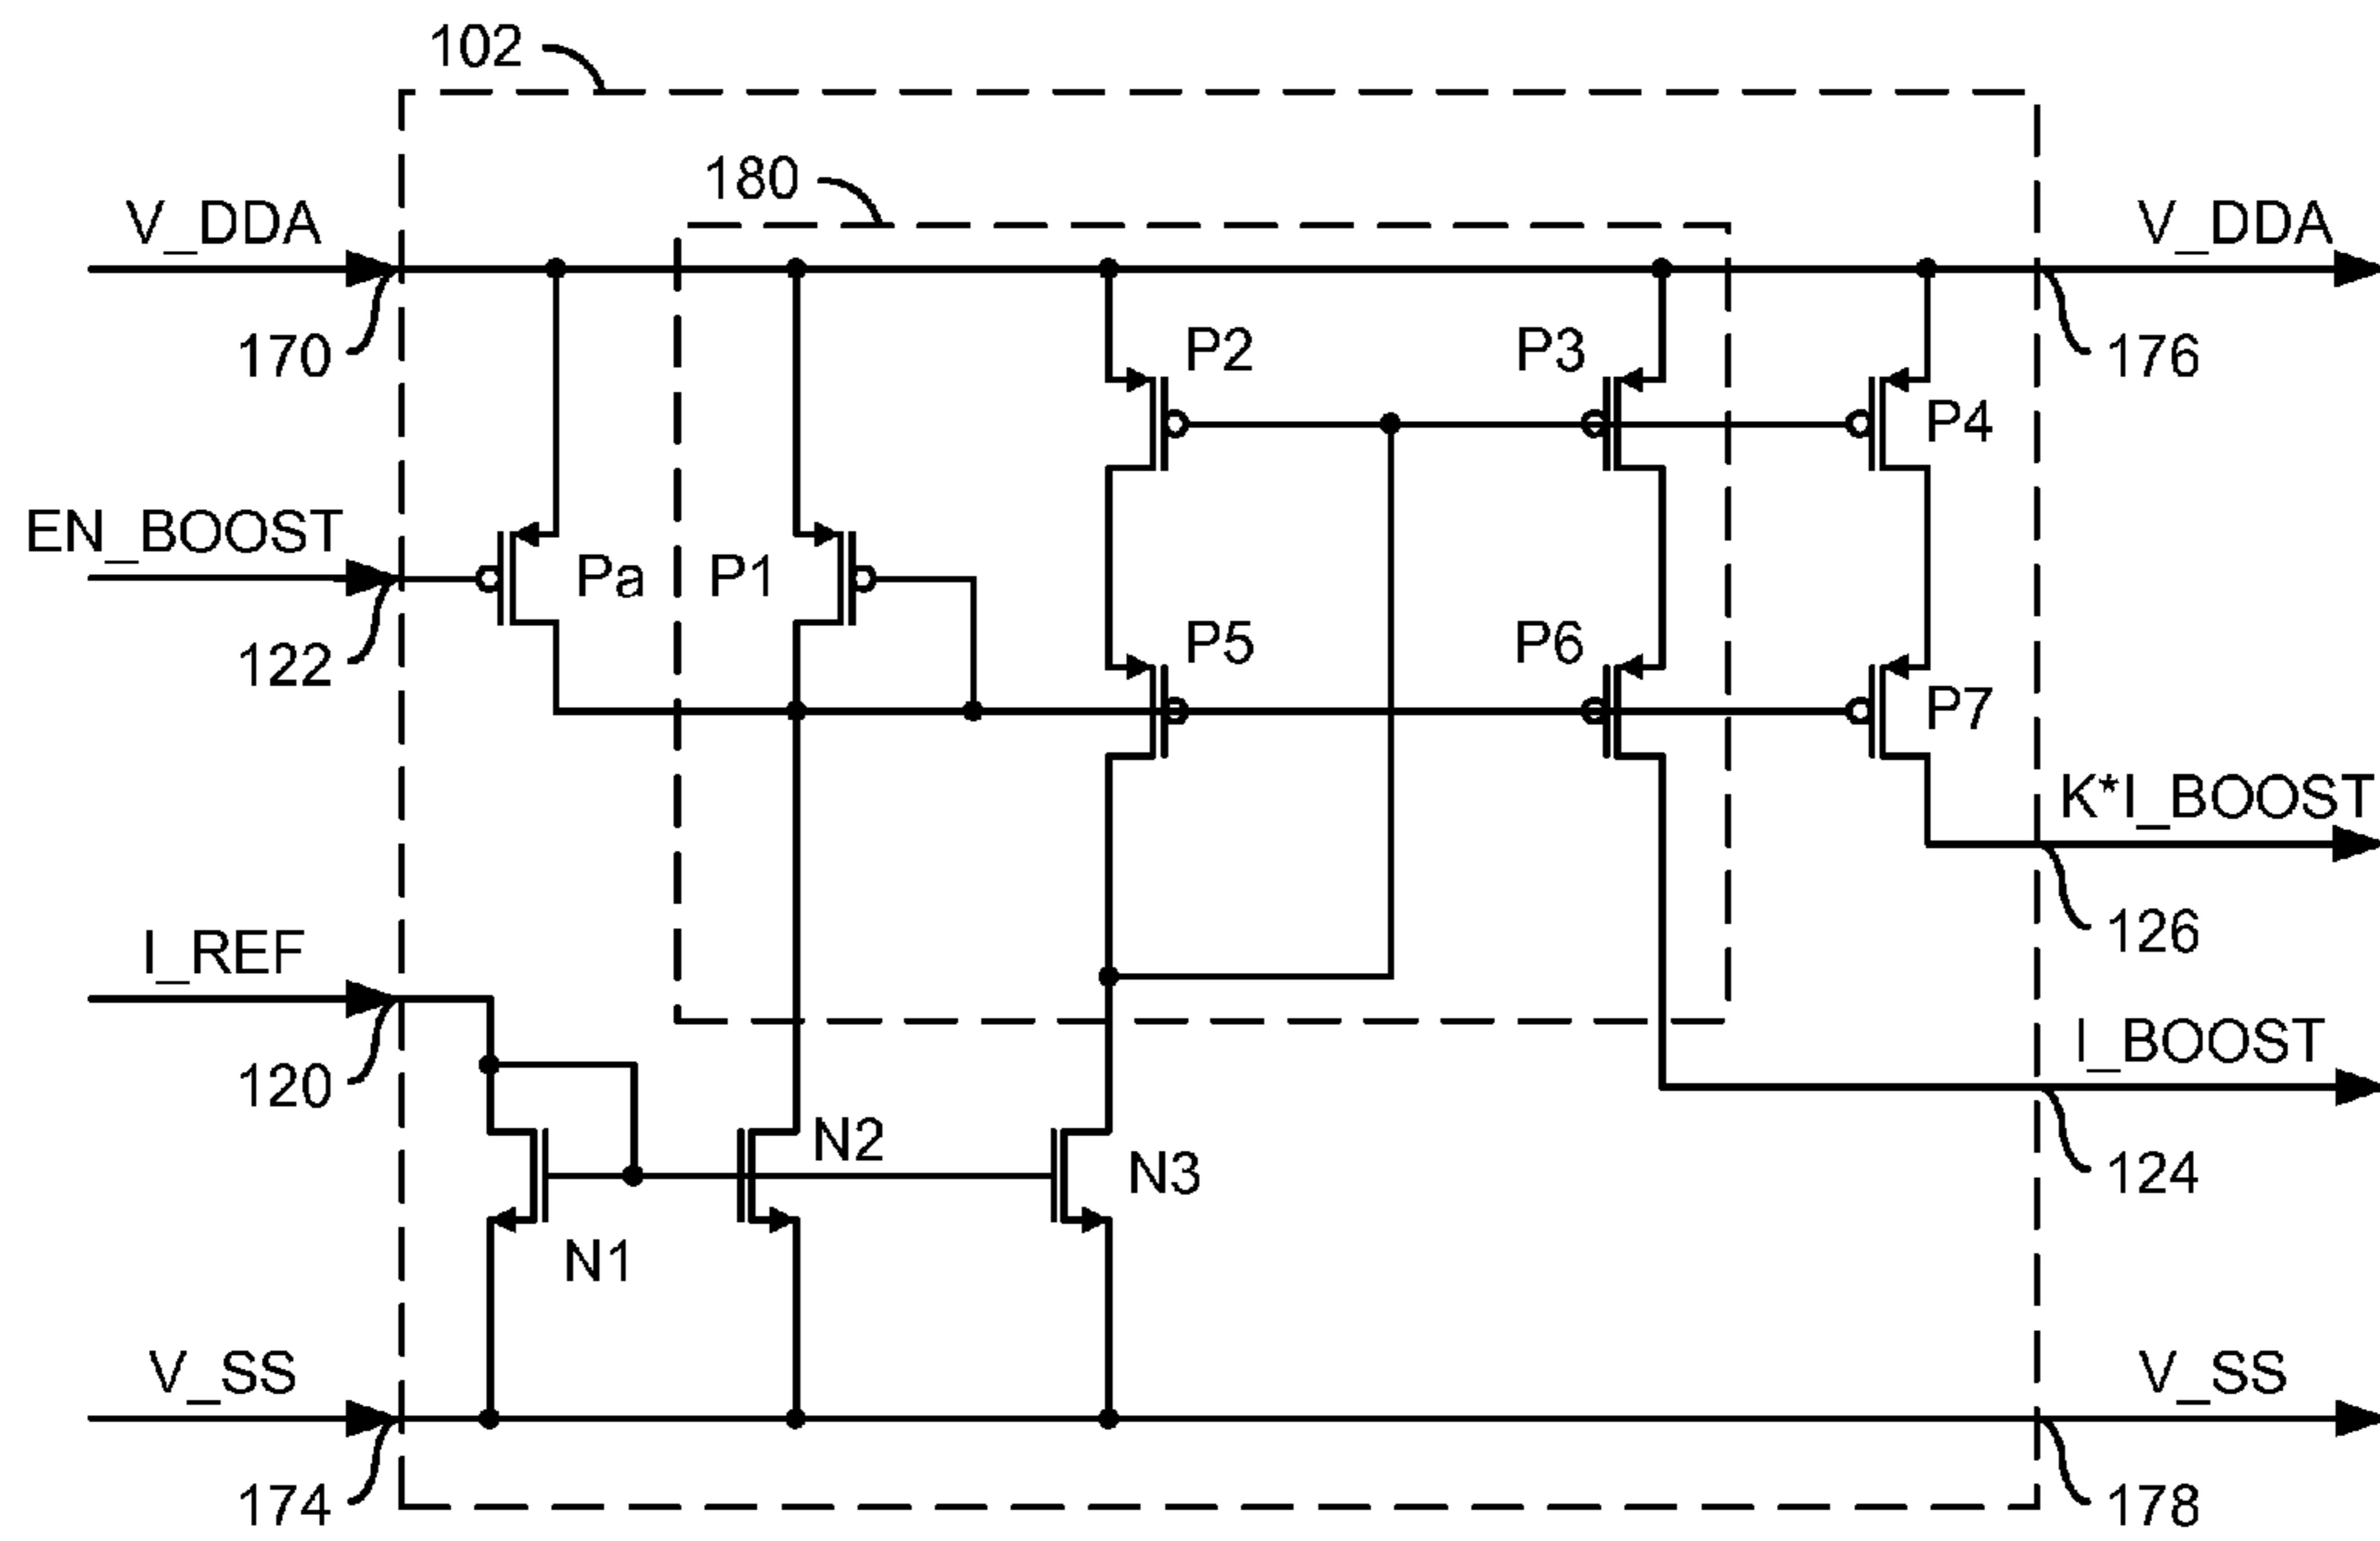 102
180
V_DDA
V_DDA
170
P2
P3
176
P4
EN_BOOST
Pa
P1
122
P5
P6
P7
K*I_BOOST
126
I_REF
120
I_BOOST
N2
N3
124
N1
V_SS
V_SS
174
178